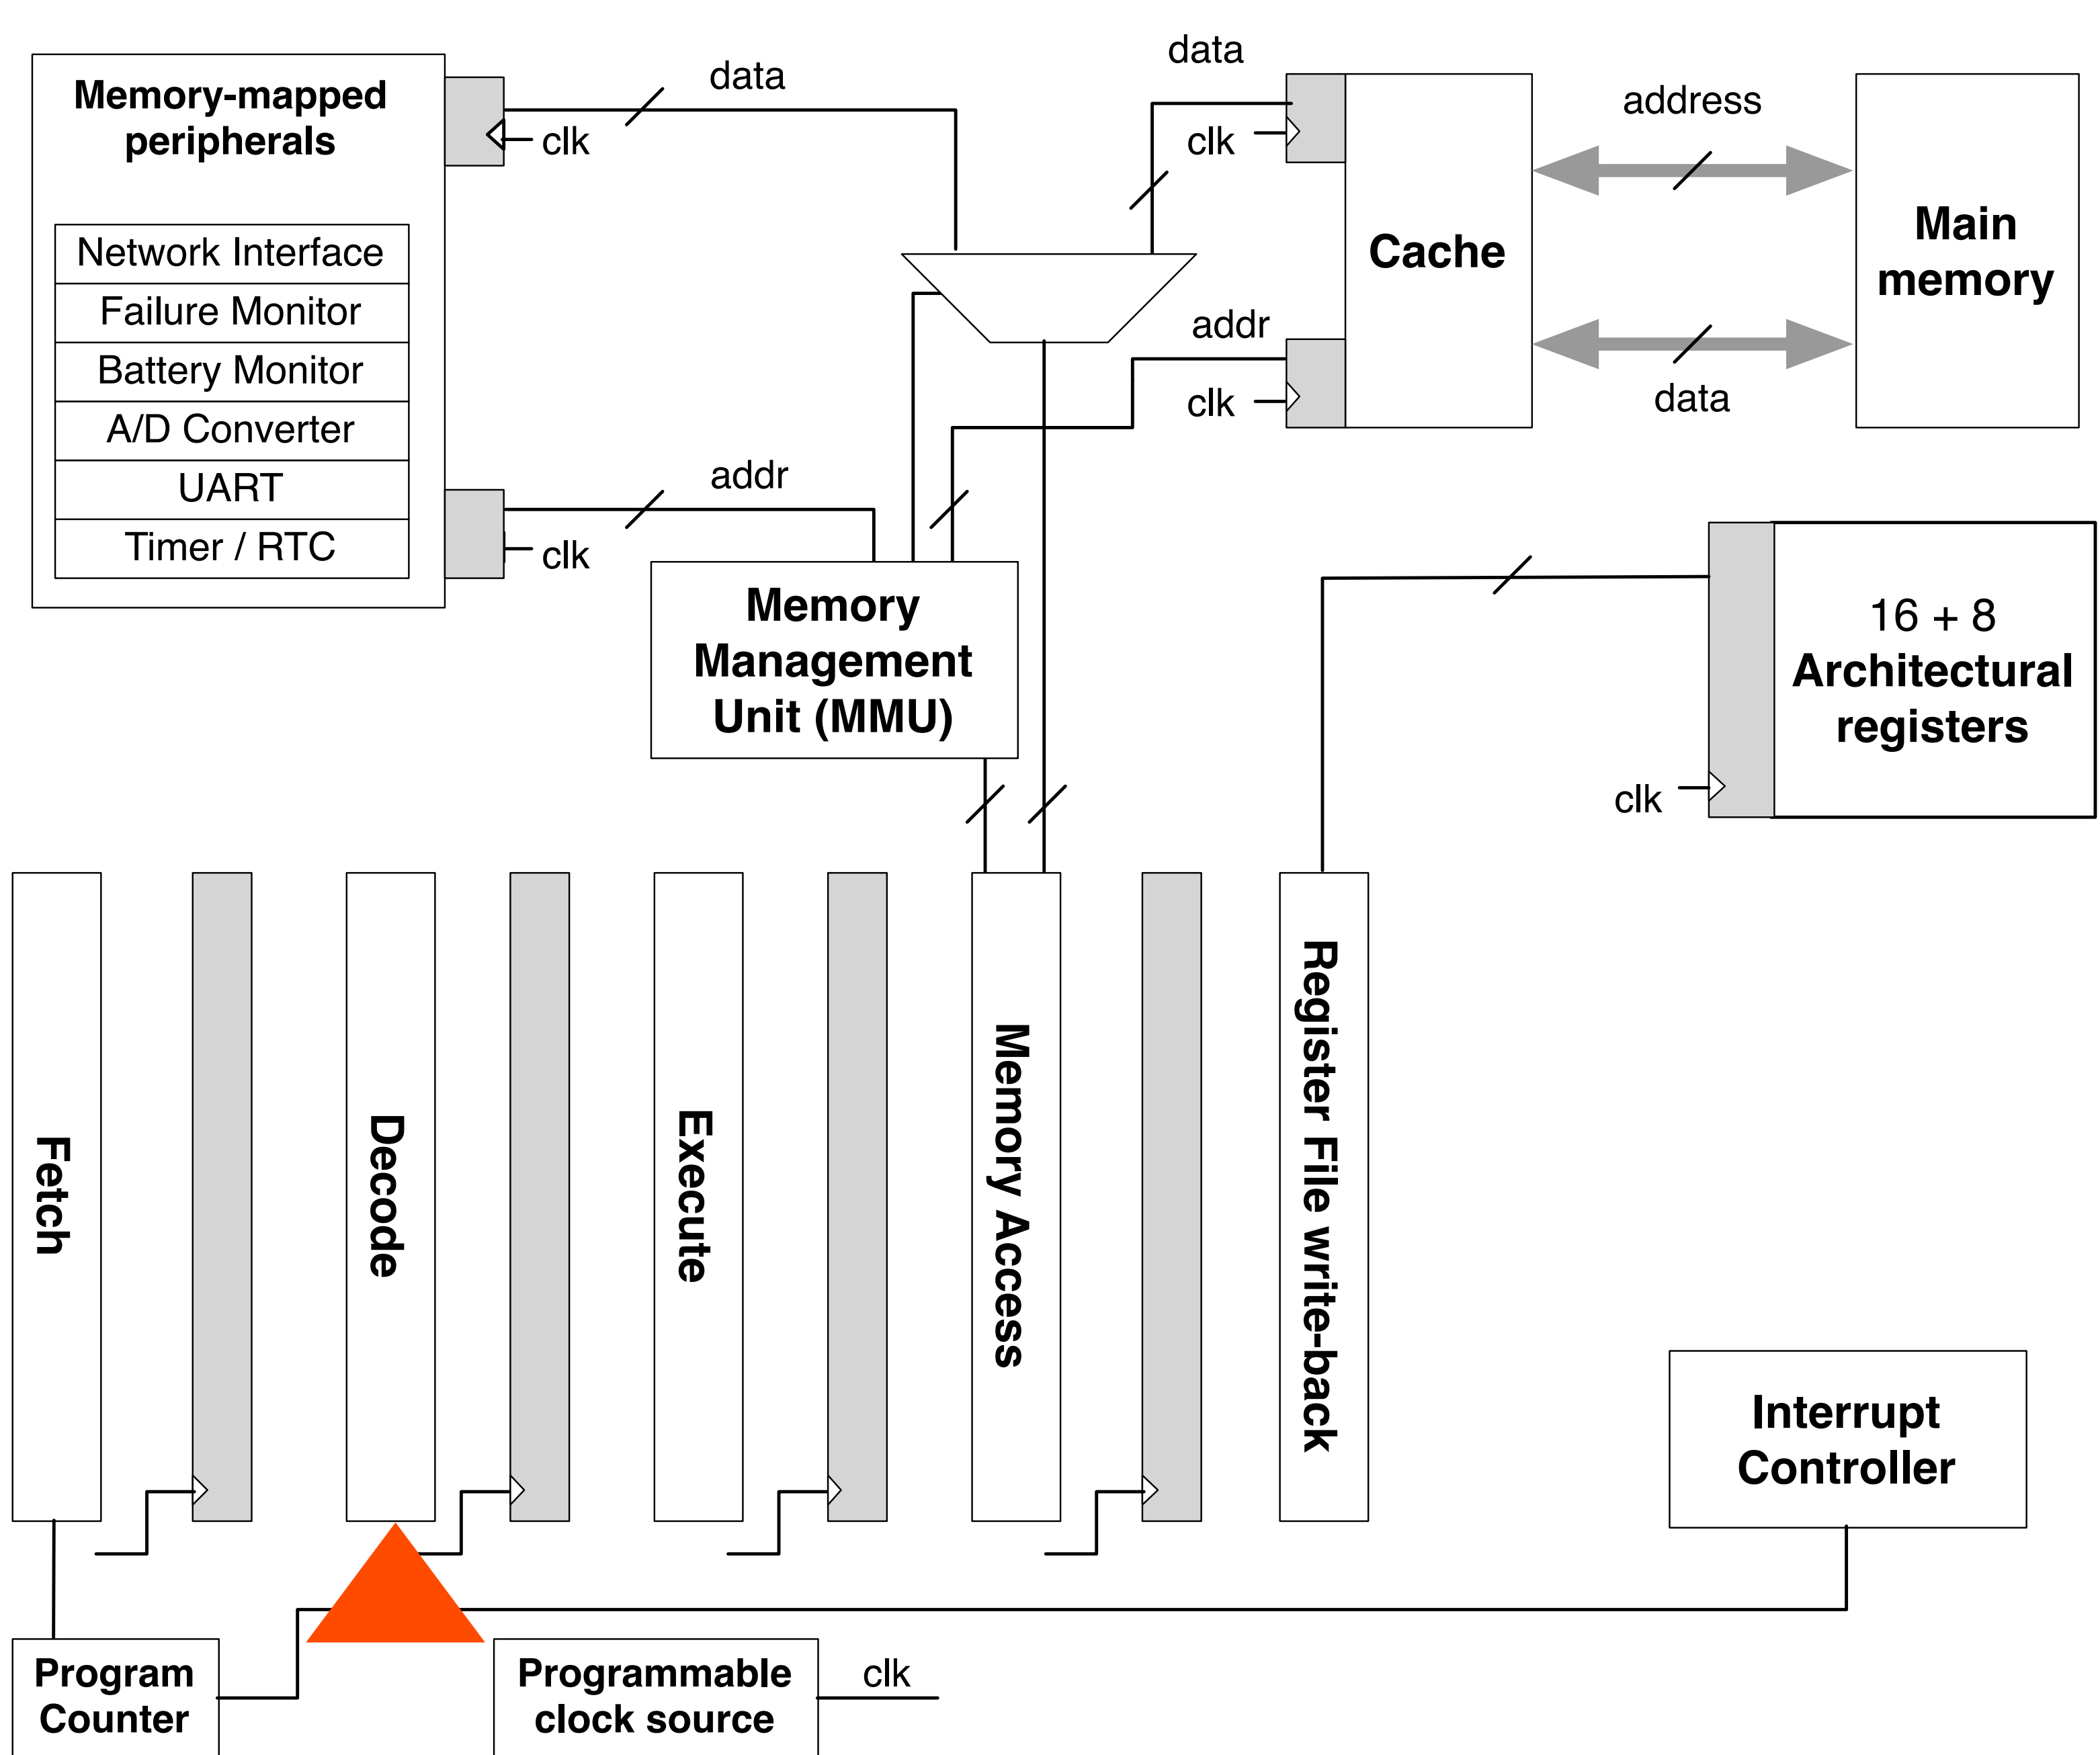 Memory-mapped
peripherals
Network Interface
Failure Monitor
Battery Monitor
A/D Converter
UART
Timer / RTC
data
clk
addr
clk
data
clk
addr
clk
Cache
address
data
Main
memory
Memory
Management
Unit (MMU)
16 + 8
Architectural
registers
clk
Fetch
Decode
Execute
Memory Access
Register File write-back
Interrupt
Controller
Program
Counter
Programmable
clock source
clk